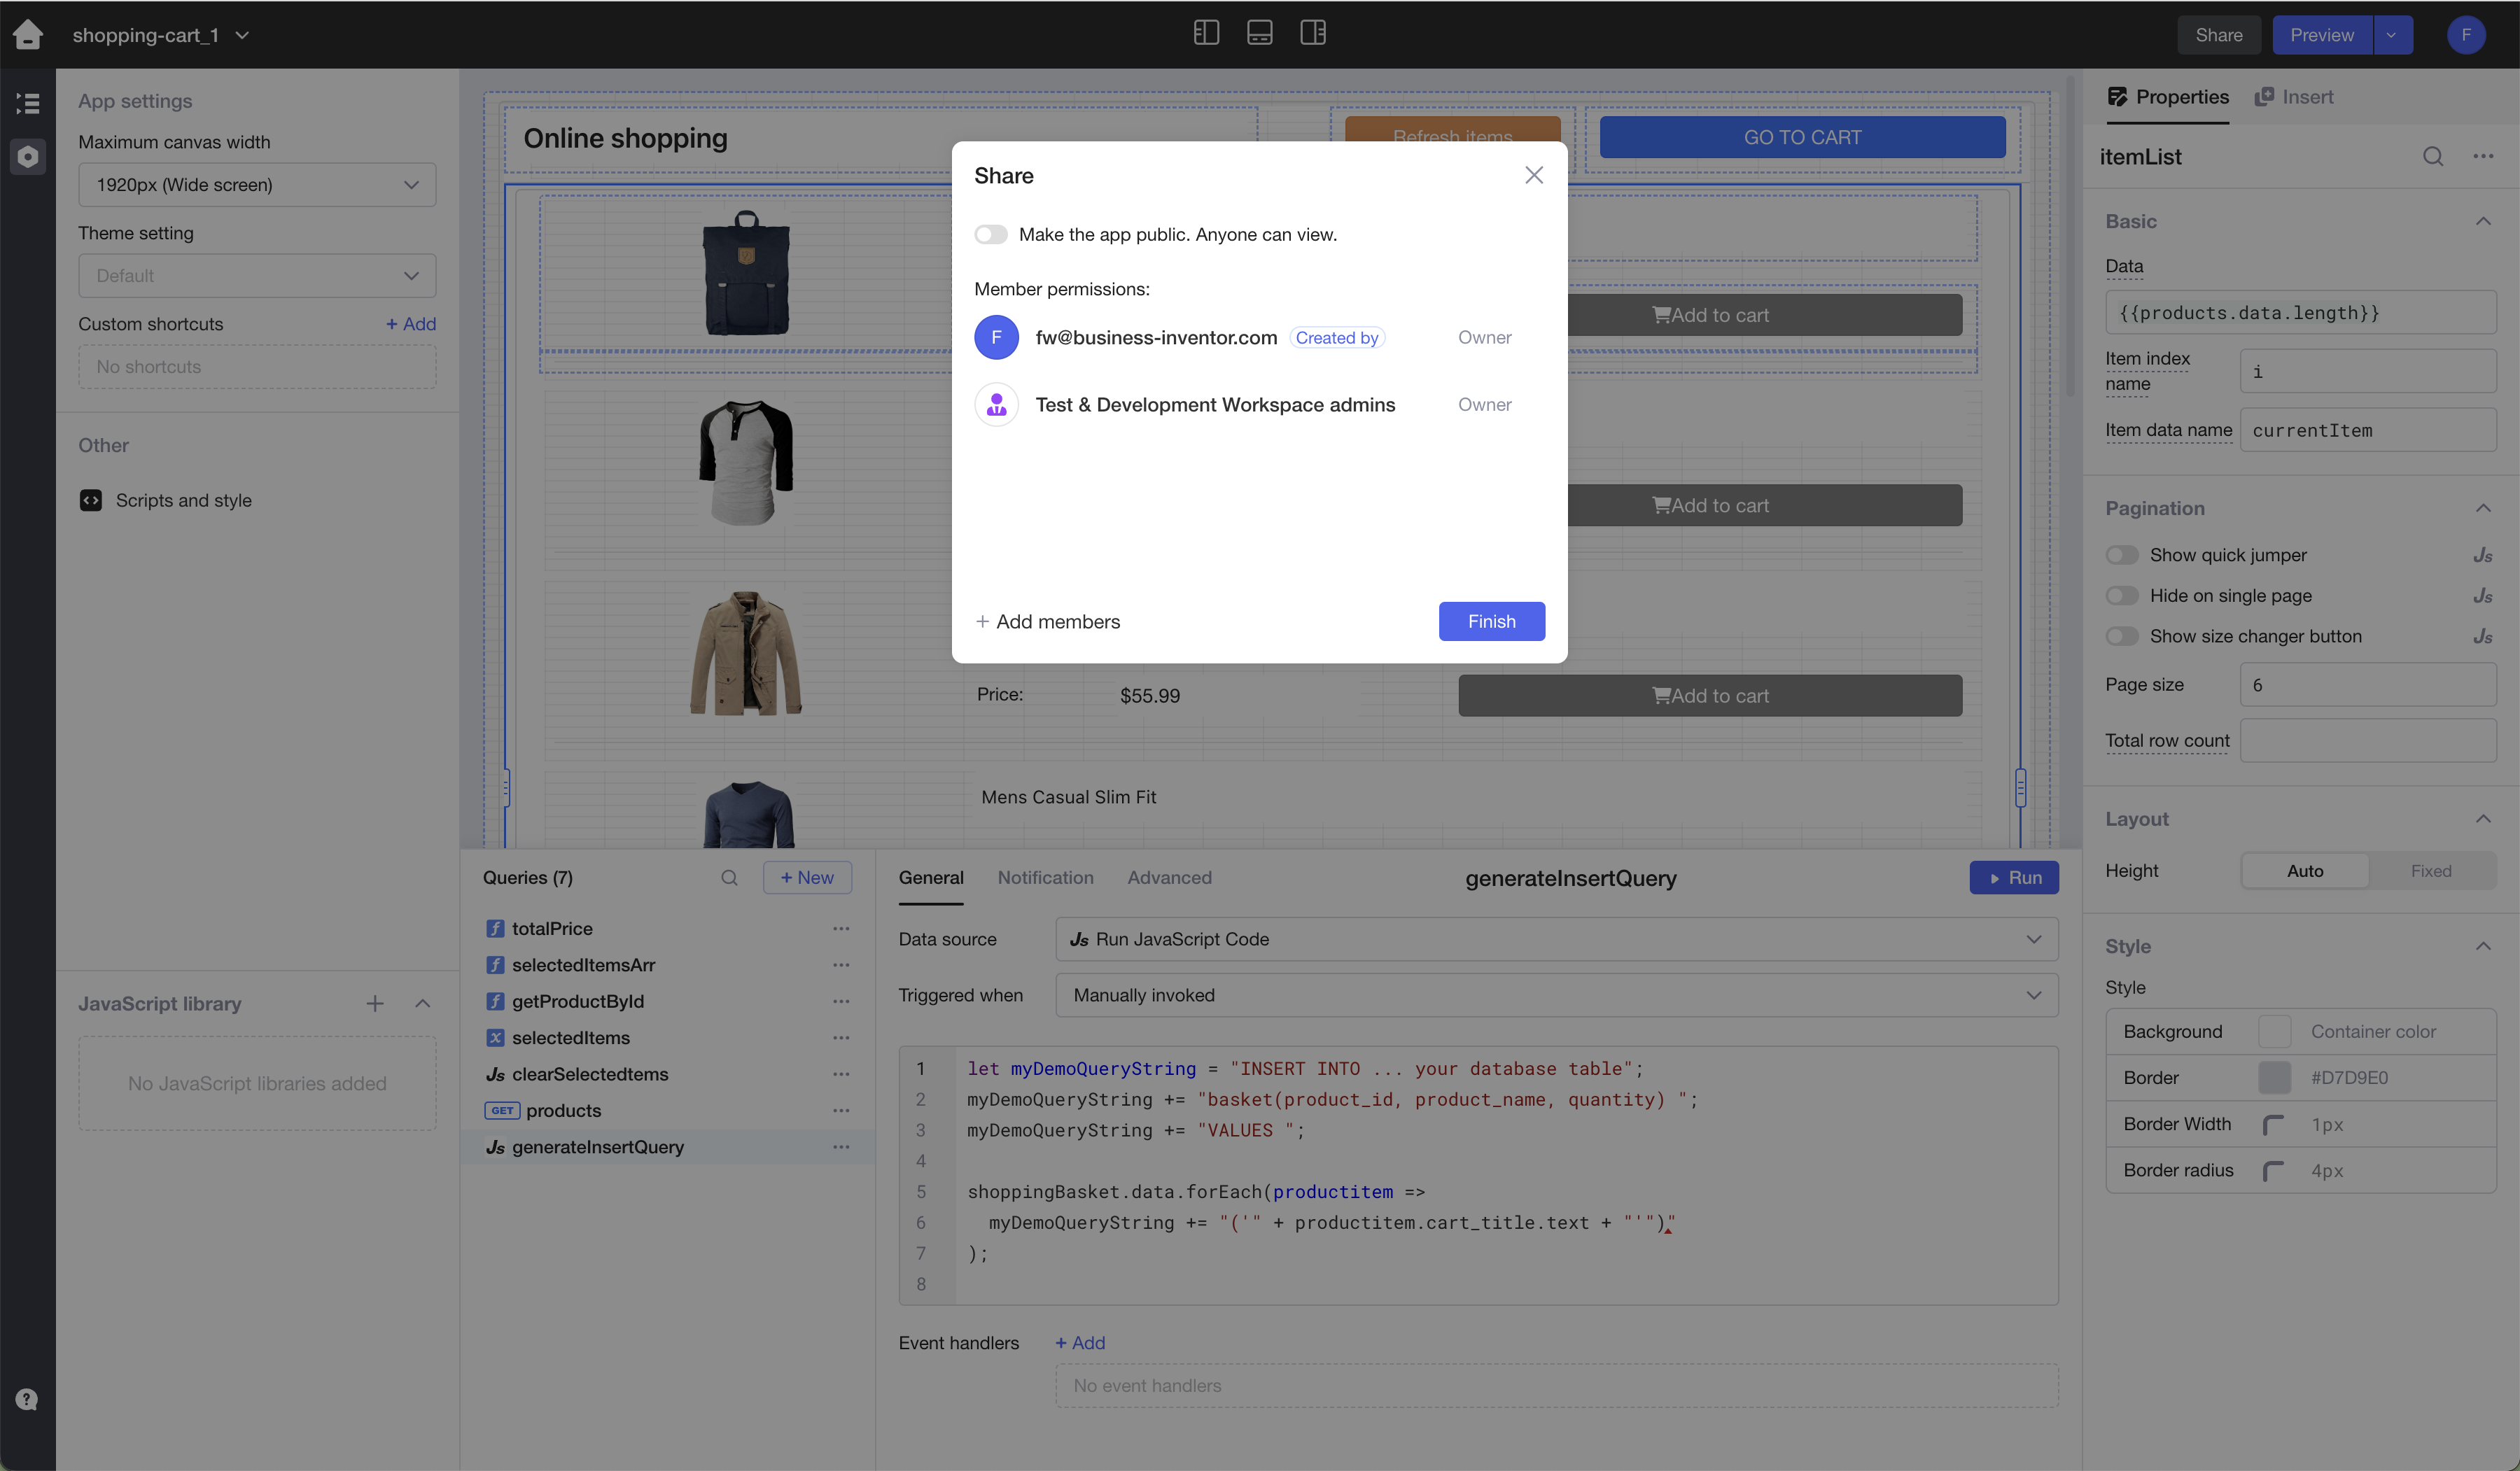 shopping-cart_1
Share
Preview
F
App settings
Maximum canvas width
1920px (Wide screen)
Theme setting
Default
Custom shortcuts
+ Add
No shortcuts
Other
Scripts and style
JavaScript library
No JavaScript libraries added
Online shopping
Refresh items
GO TO CART
Add to cart
Add to cart
Price:
$55.99
Add to cart
Mens Casual Slim Fit
Share
Make the app public. Anyone can view.
Member permissions:
F
fw@business-inventor.com
Created by
Owner
Test & Development Workspace admins
Owner
+ Add members
Finish
Queries (7)
+ New
totalPrice
selectedItemsArr
getProductById
selectedItems
Js clearSelectedtems
GET products
Js generateInsertQuery
General
Notification
Advanced
generateInsertQuery
Run
Data source
Js Run JavaScript Code
Triggered when
Manually invoked
1 let myDemoQueryString = "INSERT INTO ... your database table";
2 myDemoQueryString += "basket(product_id, product_name, quantity) ";
3 myDemoQueryString += "VALUES ";
4
5 shoppingBasket.data.forEach(productitem =>
6 myDemoQueryString += "('" + productitem.cart_title.text + "'")"
7 );
8
Event handlers
+ Add
No event handlers
Properties
Insert
itemList
Basic
Data
{{products.data.length}}
Item index name
i
Item data name
currentItem
Pagination
Show quick jumper
Js
Hide on single page
Js
Show size changer button
Js
Page size
6
Total row count
Layout
Height
Auto
Fixed
Style
Style
Background
Container color
Border
#D7D9E0
Border Width
1px
Border radius
4px